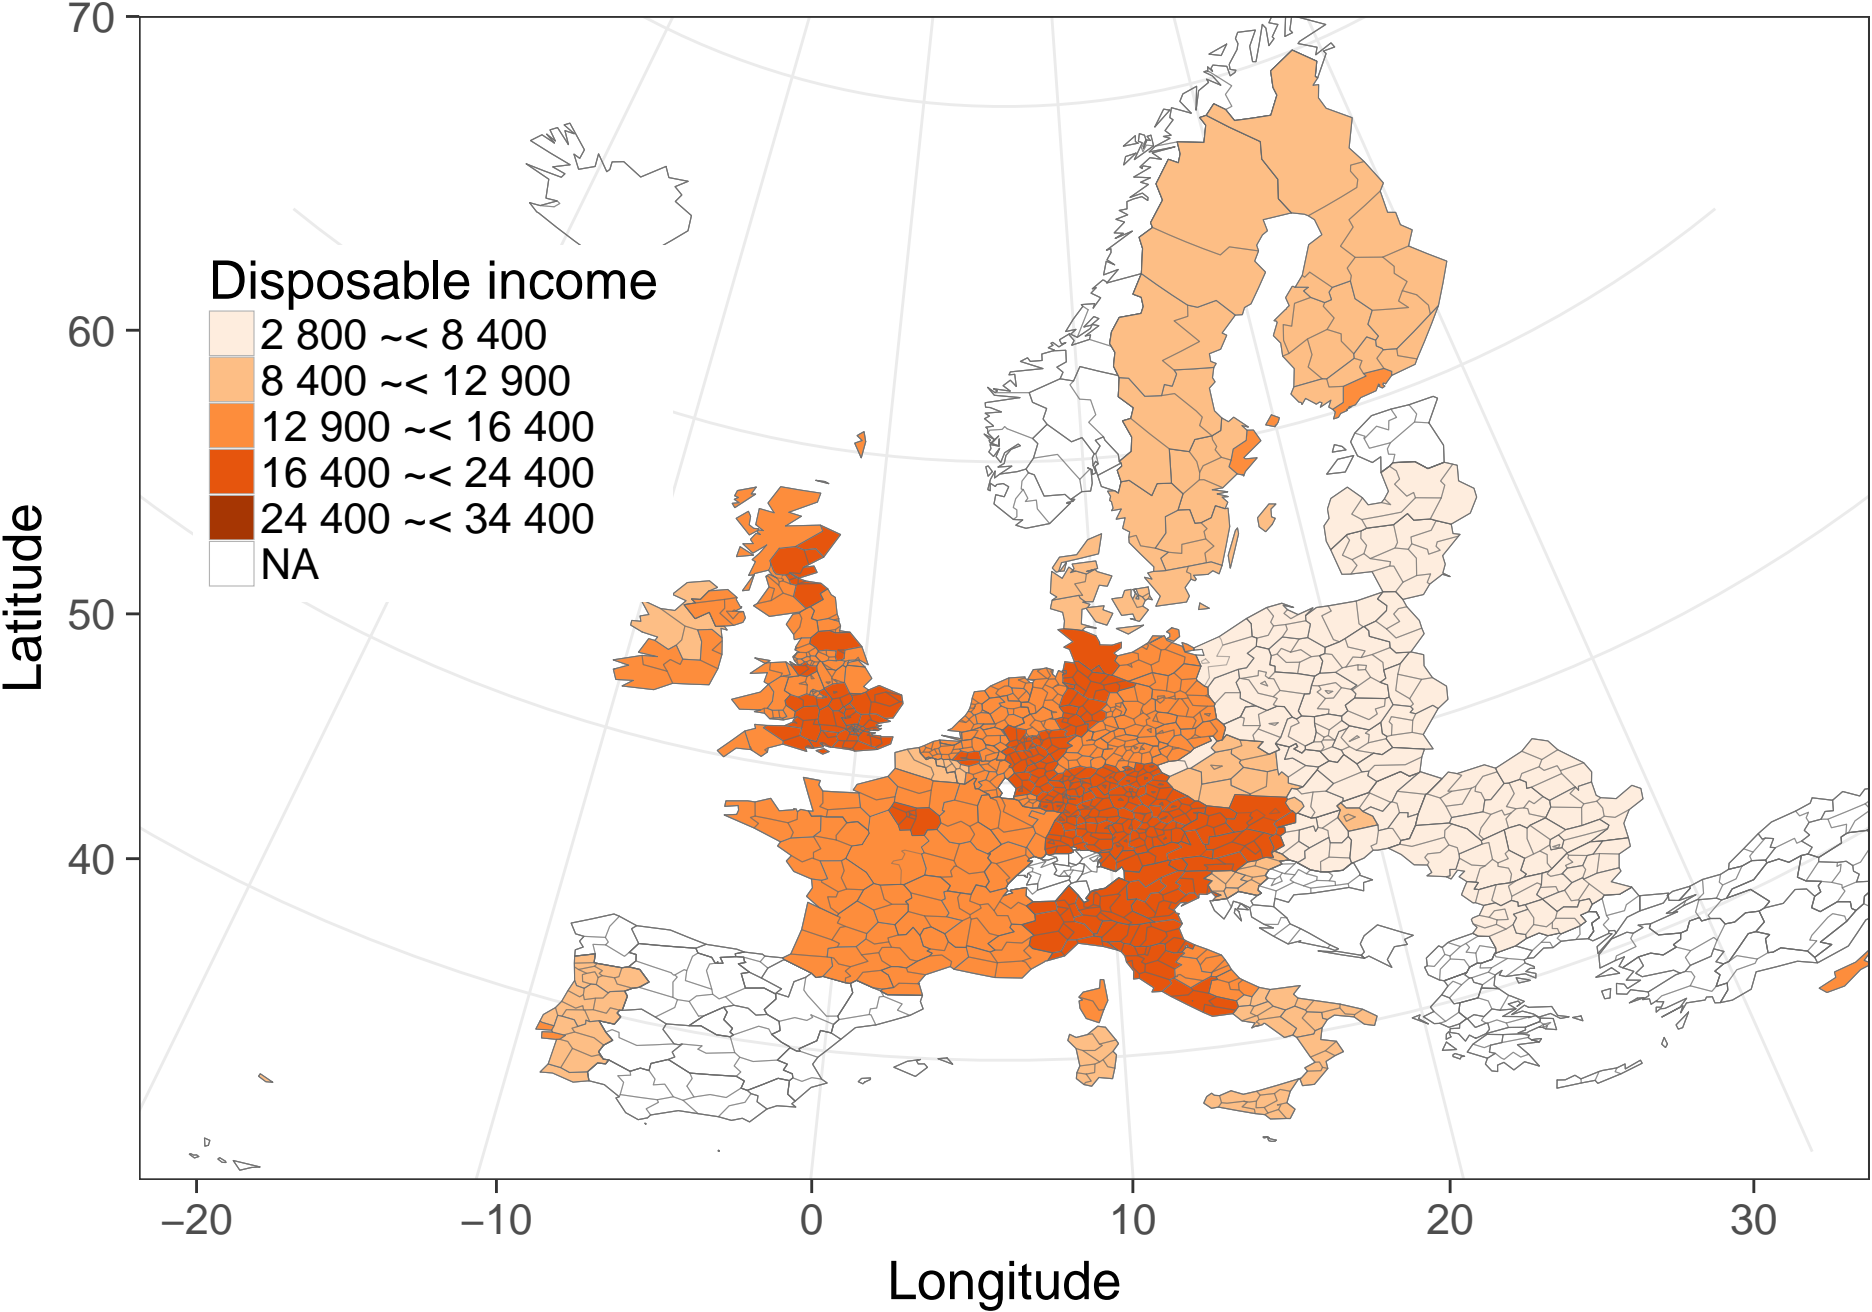 70
60
50
40
Latitude
Disposable income
2 800 ~< 8 400
8 400 ~< 12 900
12 900 ~< 16 400
16 400 ~< 24 400
24 400 ~< 34 400
NA
−20 −10 0 10 20 30
Longitude